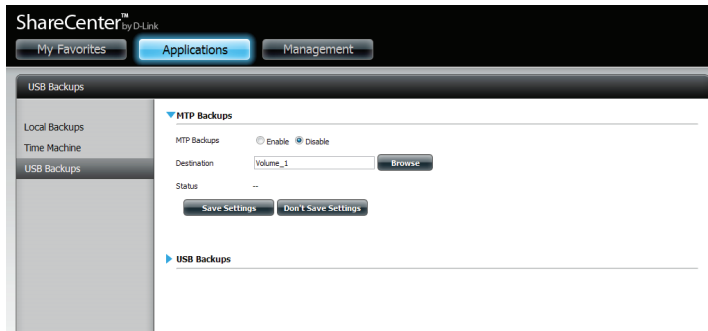 ShareCenter™ by D-Link
My Favorites Applications Management
USB Backups
Local Backups
Time Machine
USB Backups
MTP Backups
MTP Backups Enable Disable
Destination Volume_1 Browse
Status --
Save Settings Don't Save Settings
USB Backups